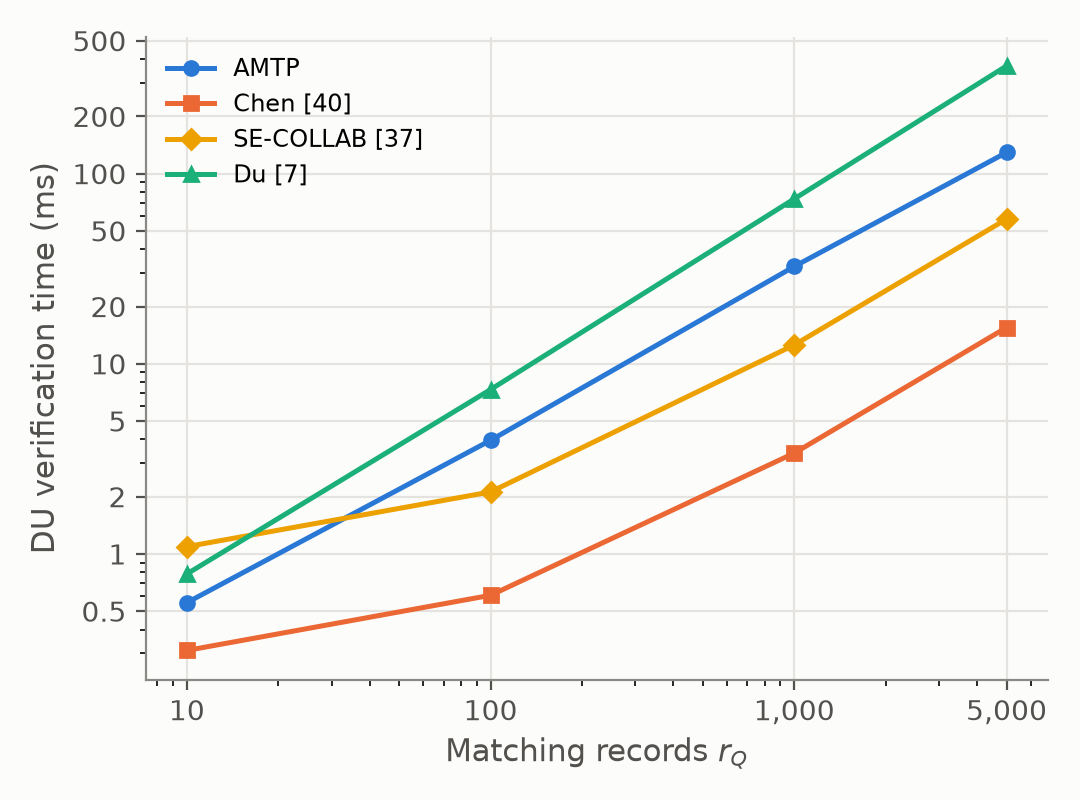 500
200
100
50
20
10
5
2
1
0.5
DU verification time (ms)
AMTP
Chen [40]
SE-COLLAB [37]
Du [7]
10 100 1,000 5,000
Matching records r_Q